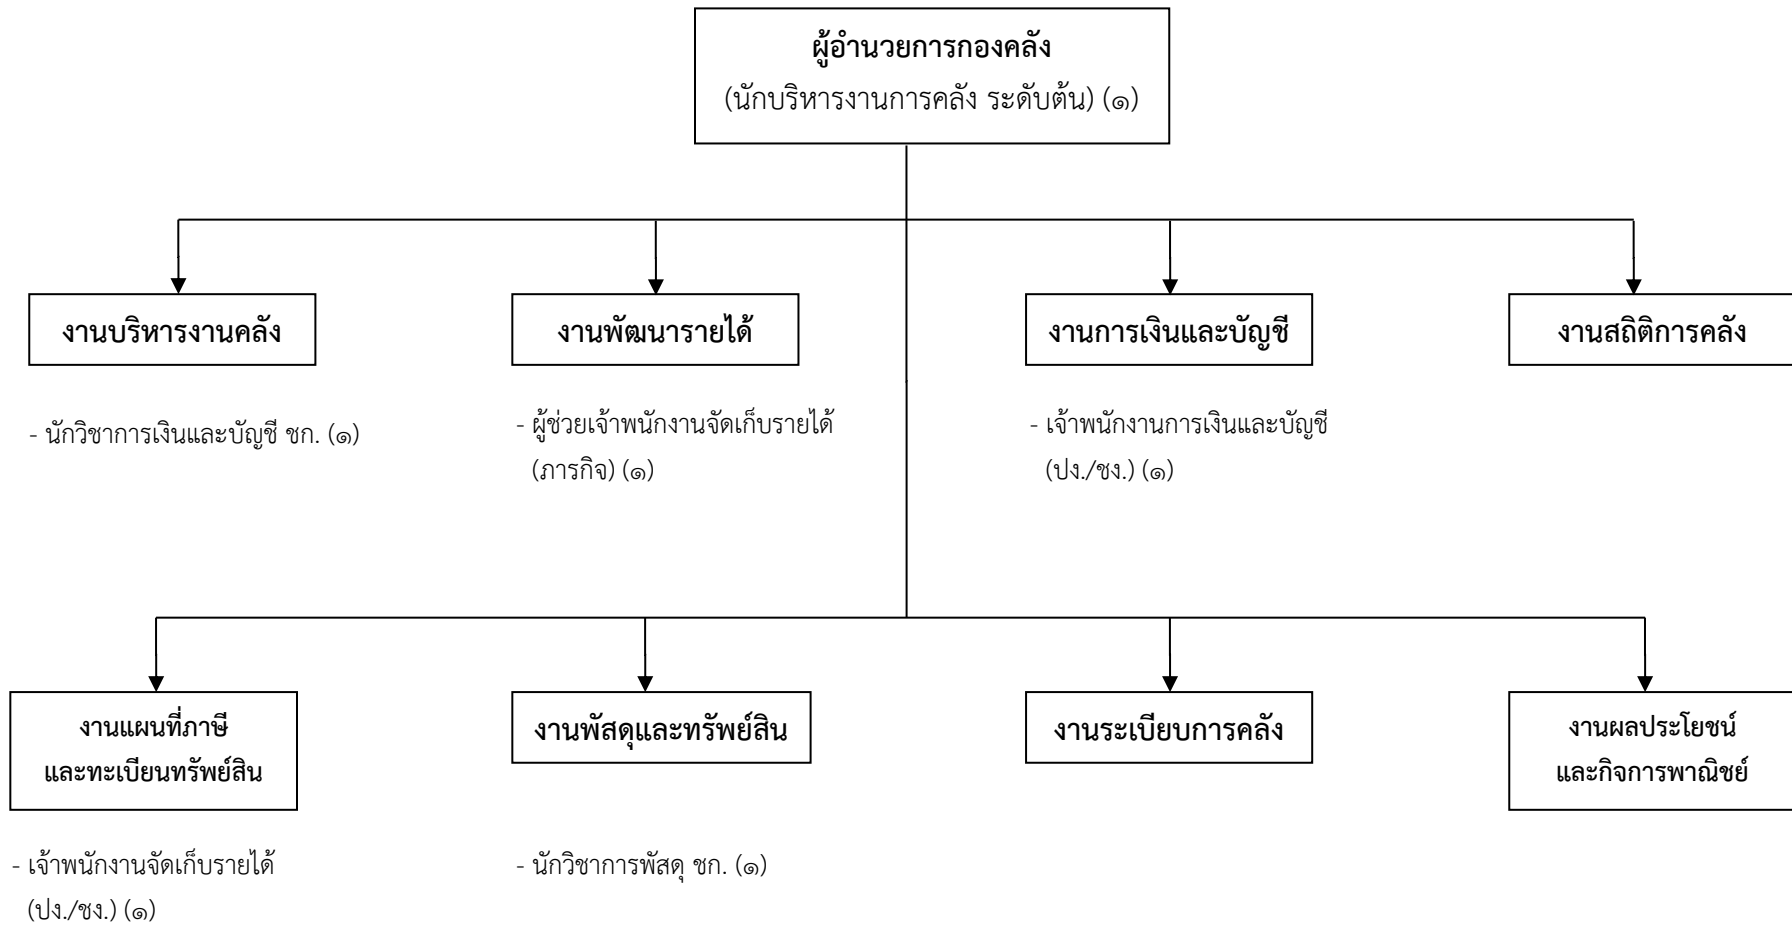 ผู้อำนวยการกองคลัง
(นักบริหารงานการคลัง ระดับต้น) (๑)
งานบริหารงานคลัง
งานพัฒนารายได้
งานการเงินและบัญชี
งานสถิติการคลัง
- นักวิชาการเงินและบัญชี ชก. (๑)
- ผู้ช่วยเจ้าพนักงานจัดเก็บรายได้
(ภารกิจ) (๑)
- เจ้าพนักงานการเงินและบัญชี
(ปง./ชง.) (๑)
งานแผนที่ภาษี
และทะเบียนทรัพย์สิน
งานพัสดุและทรัพย์สิน
งานระเบียบการคลัง
งานผลประโยชน์
และกิจการพาณิชย์
- เจ้าพนักงานจัดเก็บรายได้
(ปง./ชง.) (๑)
- นักวิชาการพัสดุ ชก. (๑)